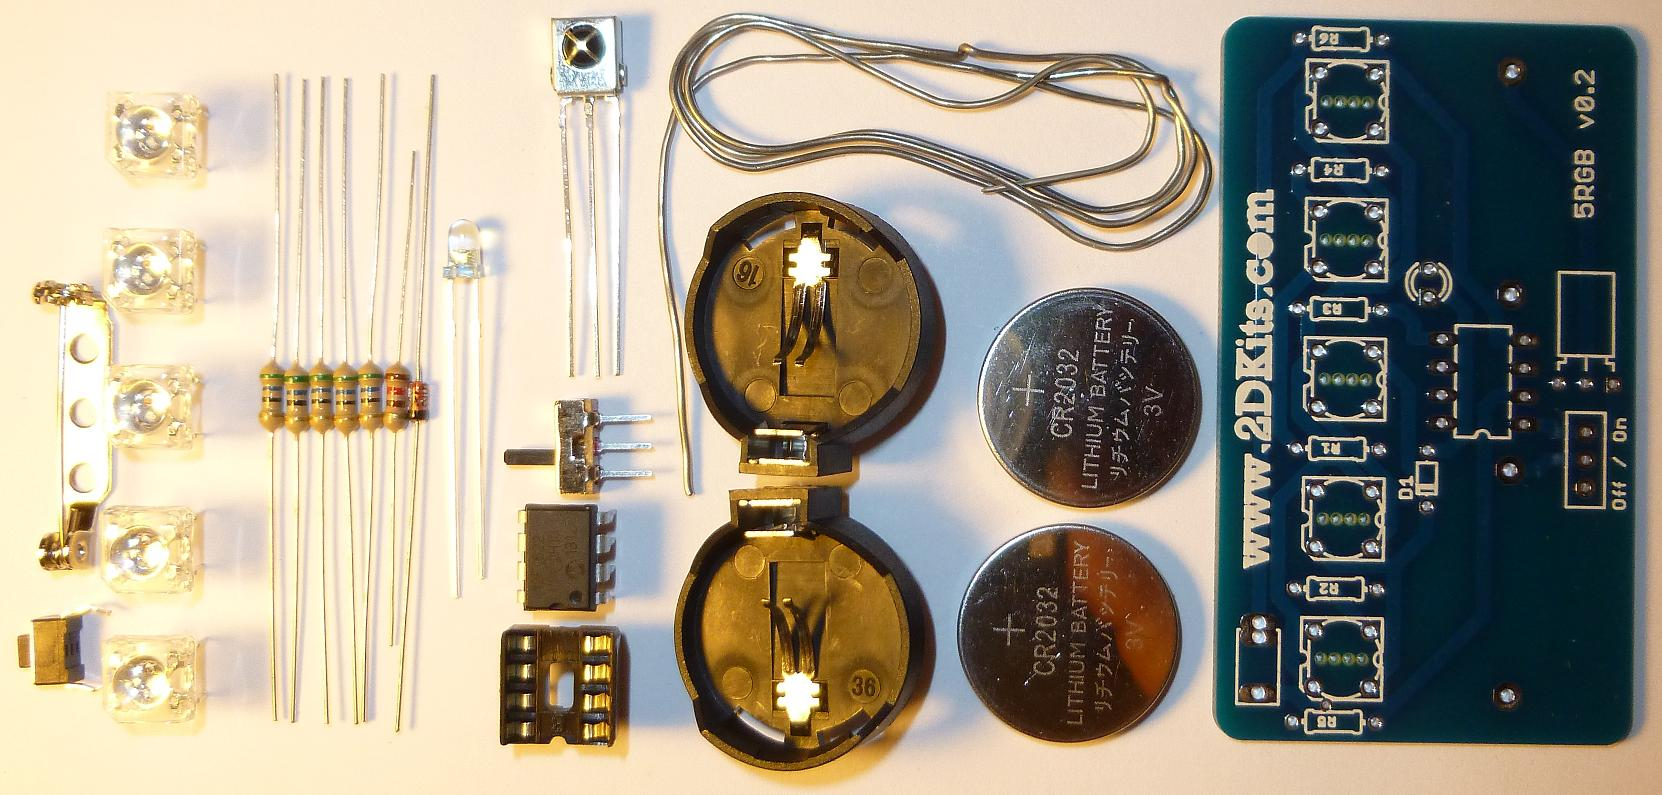 16
36
CR2032
LITHIUM BATTERY
リチウムバッテリー
3V
CR2032
LITHIUM BATTERY
リチウムバッテリー
3V
www.2DKits.com
R6
R4
R3
R1
R2
R5
D1
5RGB v0.2
Off / On